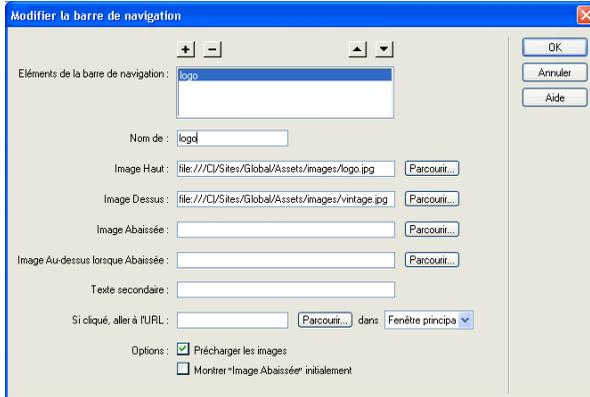 Modifier la barre de navigation
OK
Eléments de la barre de navigation : logo
Annuler
Aide
Nom de : logo
Image Haut : file:///C|/Sites/Global/Assets/images/logo.jpg Parcourir...
Image Dessus : file:///C|/Sites/Global/Assets/images/vintage.jpg Parcourir...
Image Abaissée : Parcourir...
Image Au-dessus lorsque Abaissée : Parcourir...
Texte secondaire :
Si cliqué, aller à l'URL : Parcourir... dans Fenêtre principa
Options : Précharger les images
Montrer "Image Abaissée" initialement